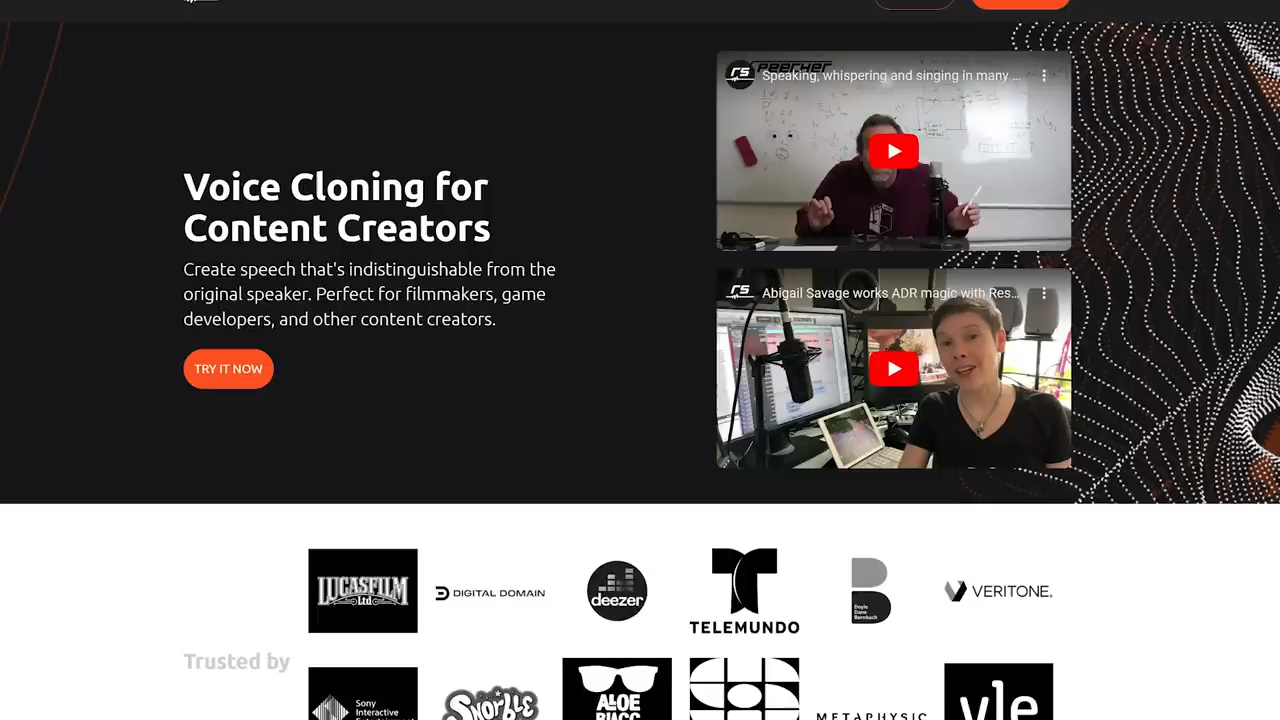 Voice Cloning for
Content Creators
Create speech that's indistinguishable from the
original speaker. Perfect for filmmakers, game
developers, and other content creators.
TRY IT NOW
Speaking, whispering and singing in many ...
Abigail Savage works ADR magic with Res...
Trusted by
LUCASFILM
Ltd
DIGITAL DOMAIN
deezer
TELEMUNDO
Doyle
Dane
Bernbach
VERITONE
Sony
Interactive
Snorble
ALOE
BLACC
METAPHYSIC
vle